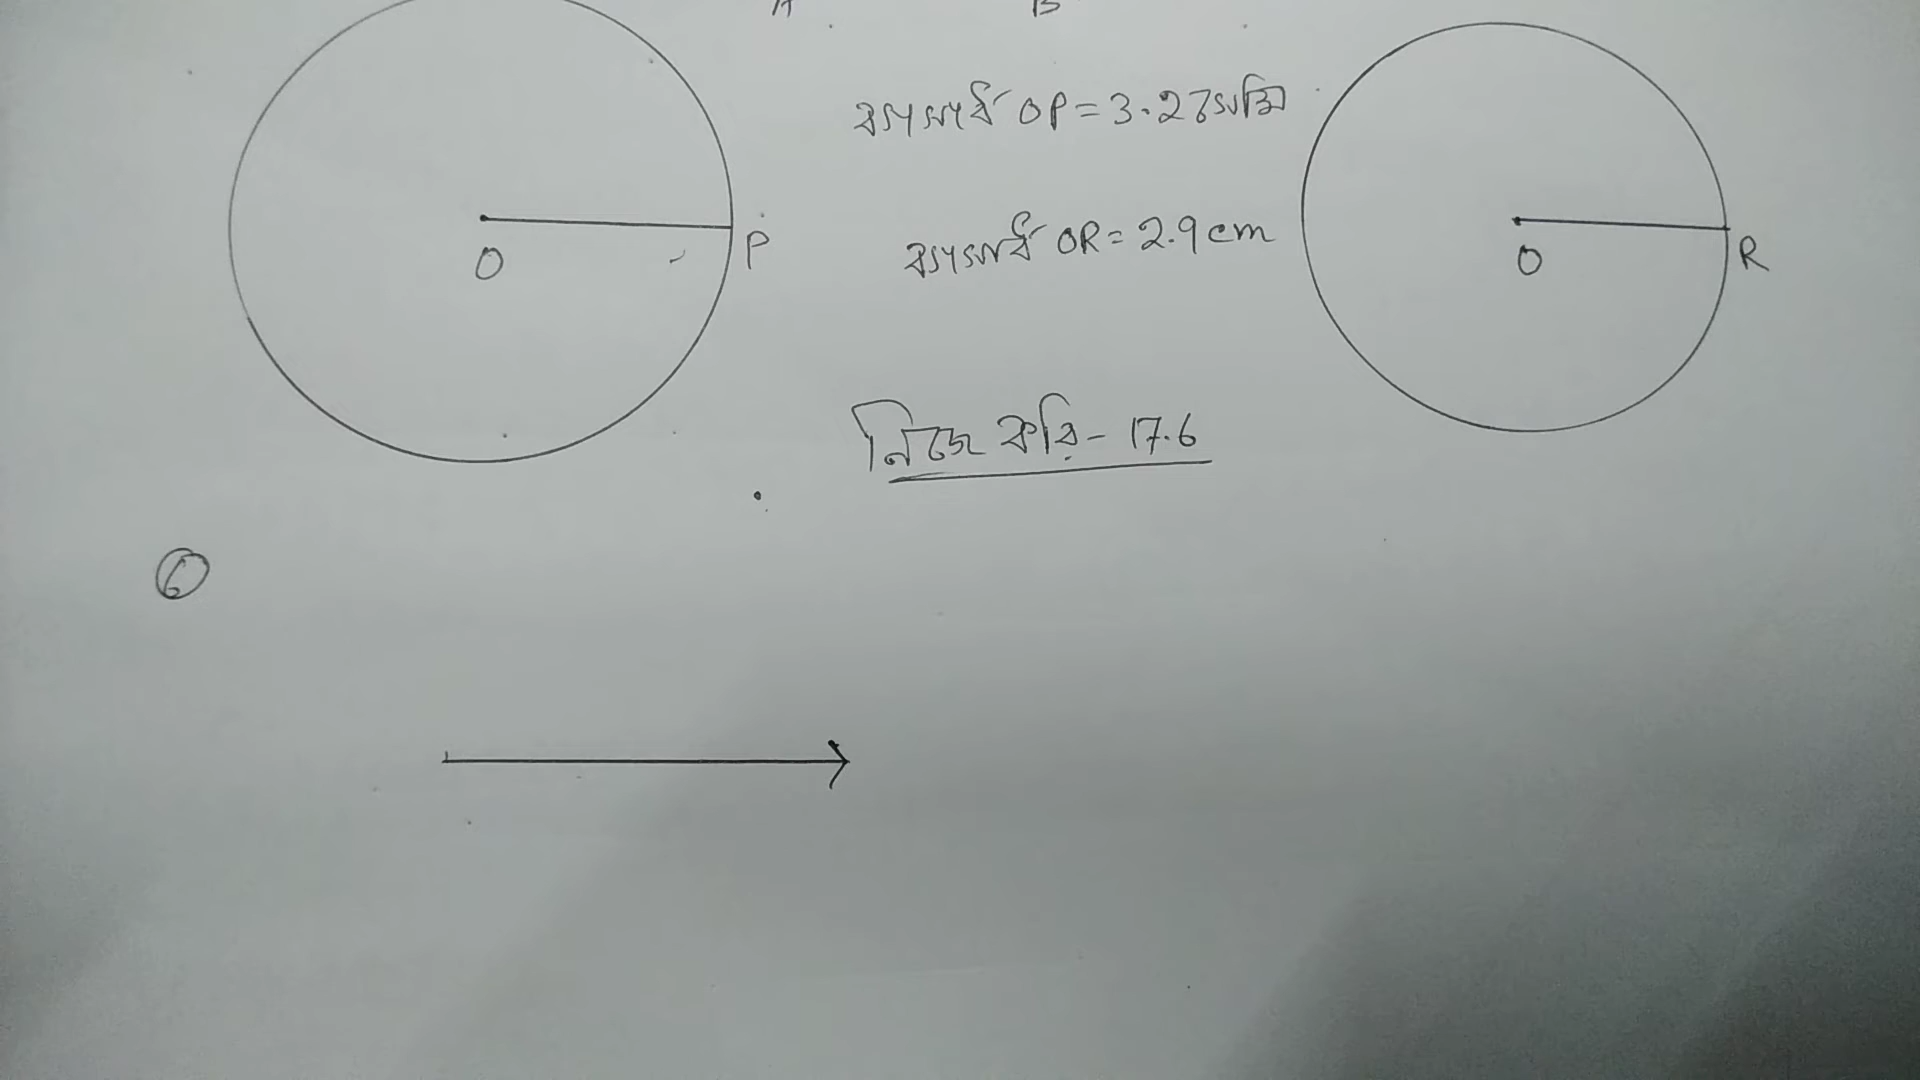 A B
ব্যাসার্ধ OP = 3.2 সেমি
O P
ব্যাসার্ধ OR = 2.9 cm
O R
নিজে করি - 17.6
6